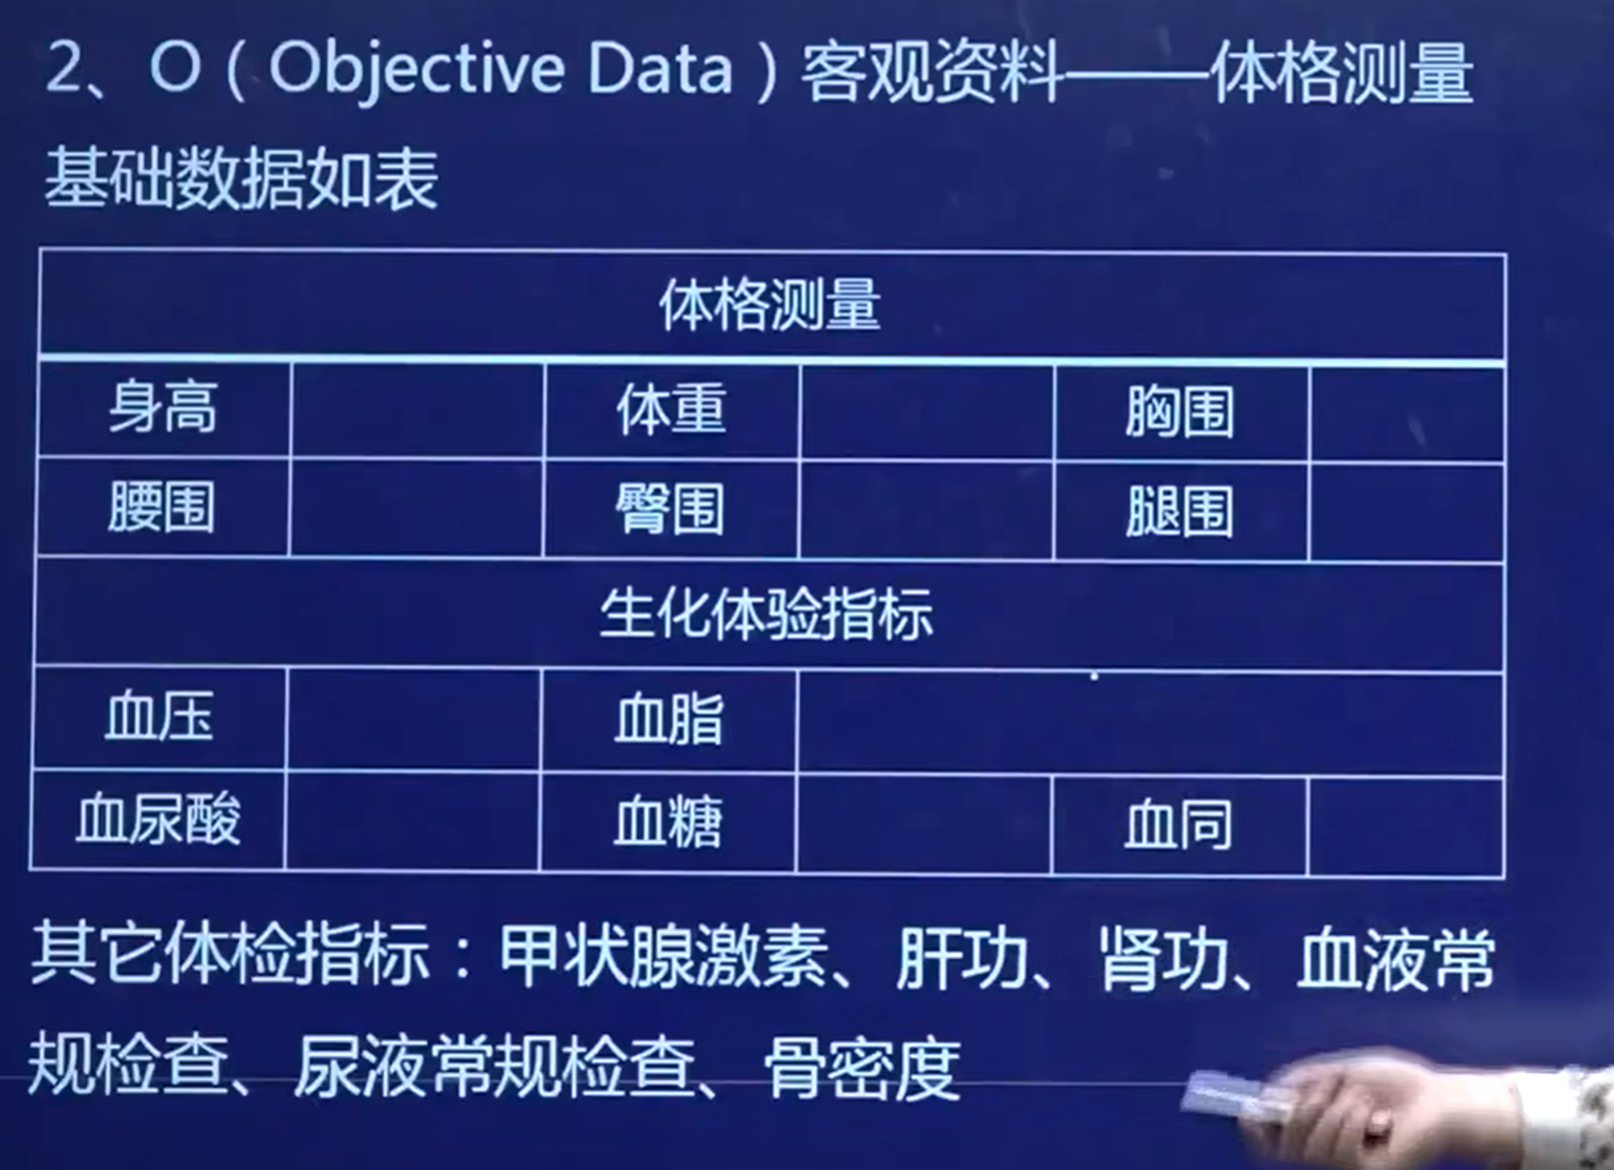 2、O（Objective Data）客观资料——体格测量
基础数据如表
体格测量
身高 体重 胸围
腰围 臀围 腿围
生化体验指标
血压 血脂
血尿酸 血糖 血同
其它体检指标：甲状腺激素、肝功、肾功、血液常
规检查、尿液常规检查、骨密度